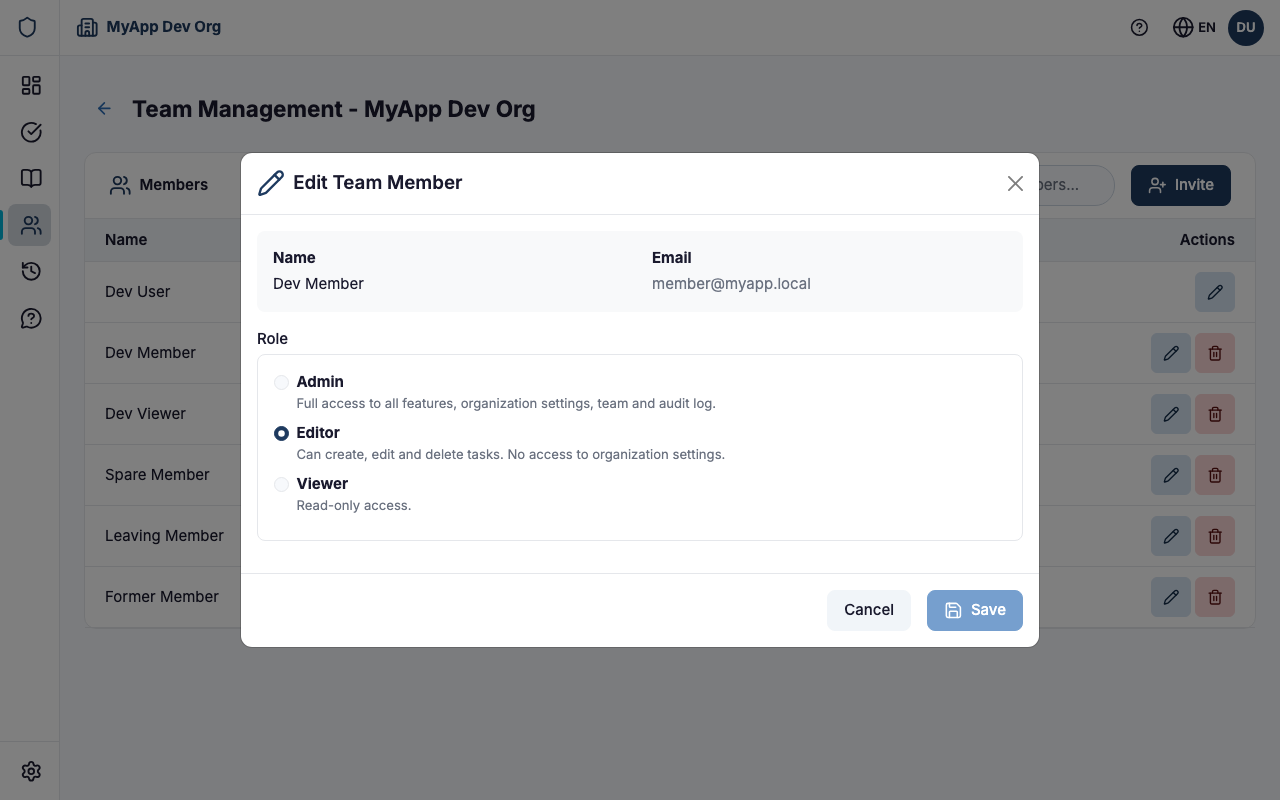 MyApp Dev Org
EN
DU
Team Management - MyApp Dev Org
Members
Invite
Name
Actions
Dev User
Dev Member
Dev Viewer
Spare Member
Leaving Member
Former Member
Edit Team Member
Name
Email
Dev Member
member@myapp.local
Role
Admin
Full access to all features, organization settings, team and audit log.
Editor
Can create, edit and delete tasks. No access to organization settings.
Viewer
Read-only access.
Cancel
Save